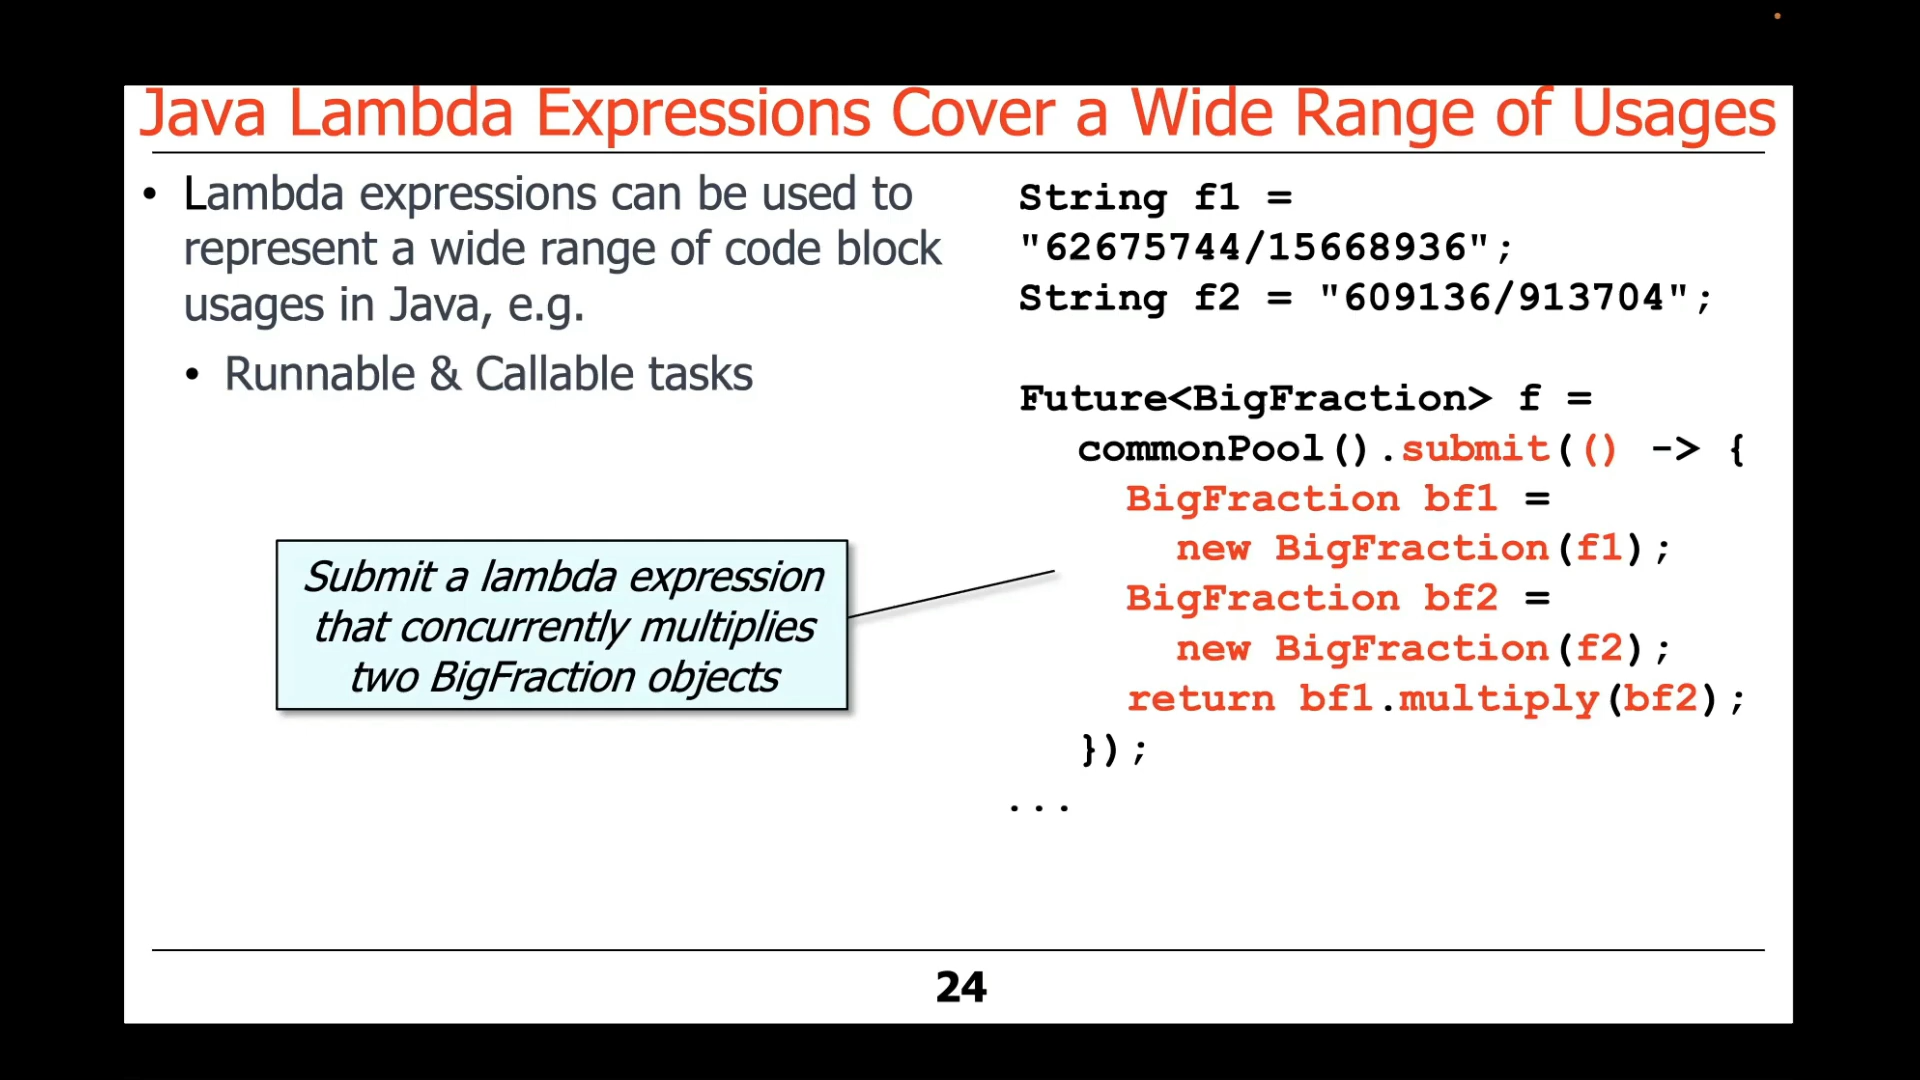 Java Lambda Expressions Cover a Wide Range of Usages
• Lambda expressions can be used to
represent a wide range of code block
usages in Java, e.g.
• Runnable & Callable tasks
Submit a lambda expression
that concurrently multiplies
two BigFraction objects
String f1 =
"62675744/15668936";
String f2 = "609136/913704";
Future<BigFraction> f =
commonPool().submit(() -> {
BigFraction bf1 =
new BigFraction(f1);
BigFraction bf2 =
new BigFraction(f2);
return bf1.multiply(bf2);
});
...
24